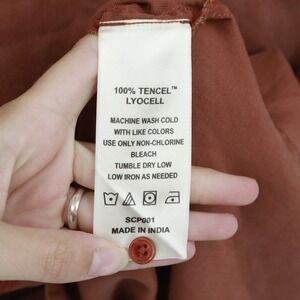 100% TENCEL™
LYOCELL
MACHINE WASH COLD
WITH LIKE COLORS
USE ONLY NON-CHLORINE
BLEACH
TUMBLE DRY LOW
LOW IRON AS NEEDED
SCP001
MADE IN INDIA